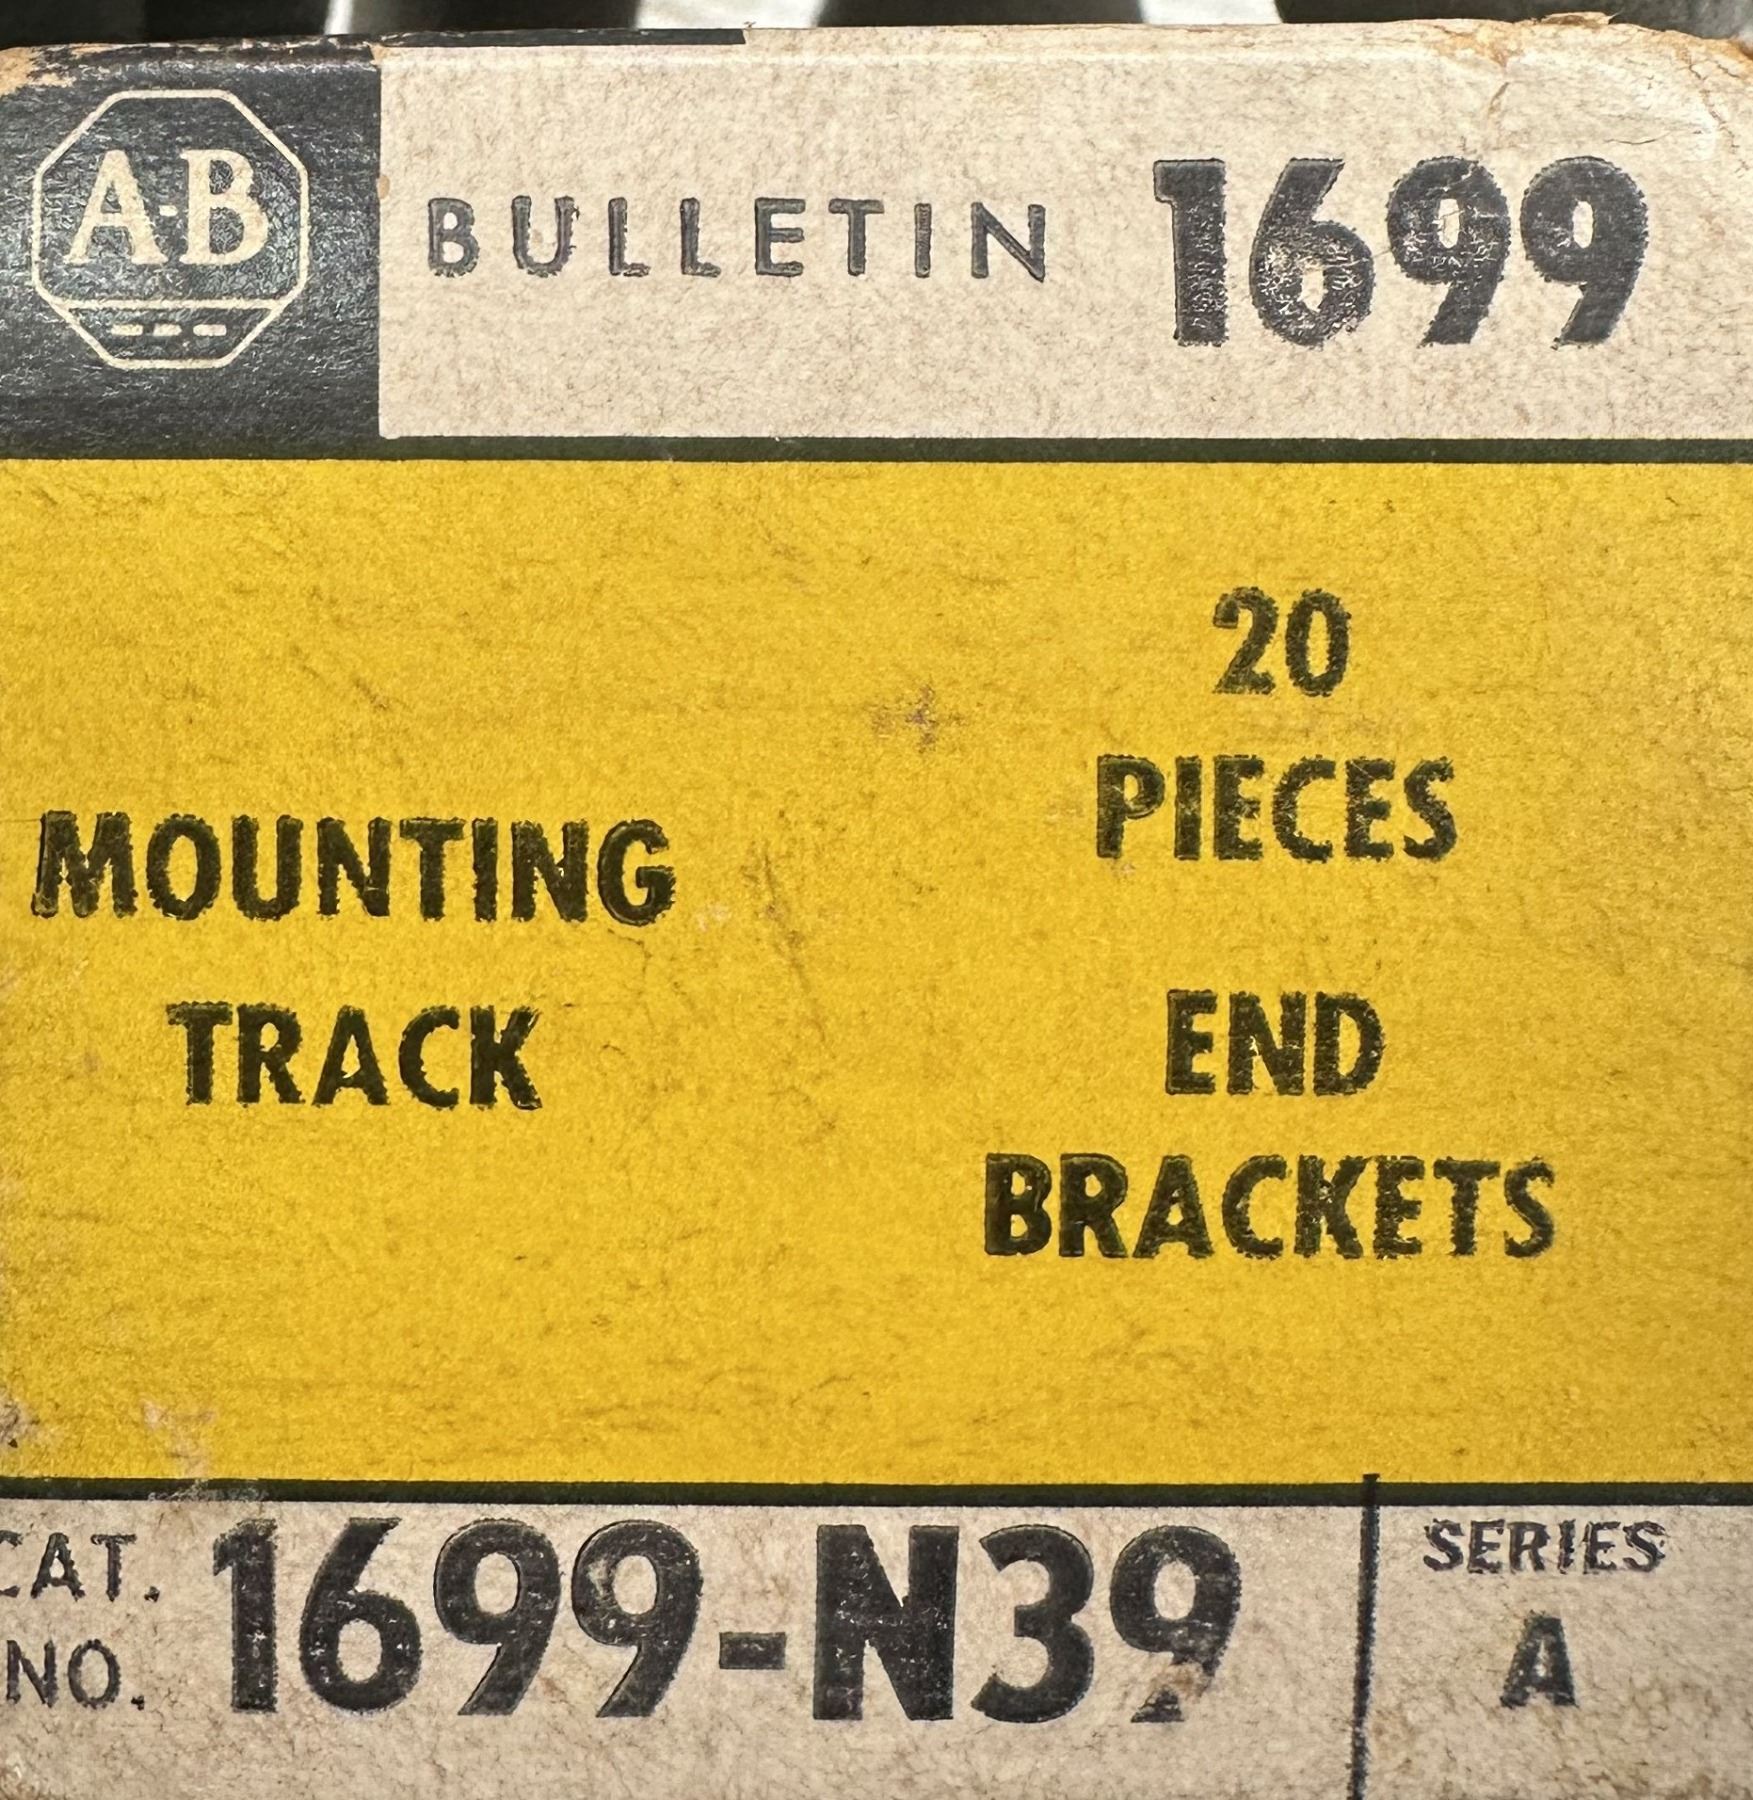 A-B
BULLETIN 1699
MOUNTING
TRACK
20
PIECES
END
BRACKETS
CAT.
NO.
1699-N39
SERIES
A